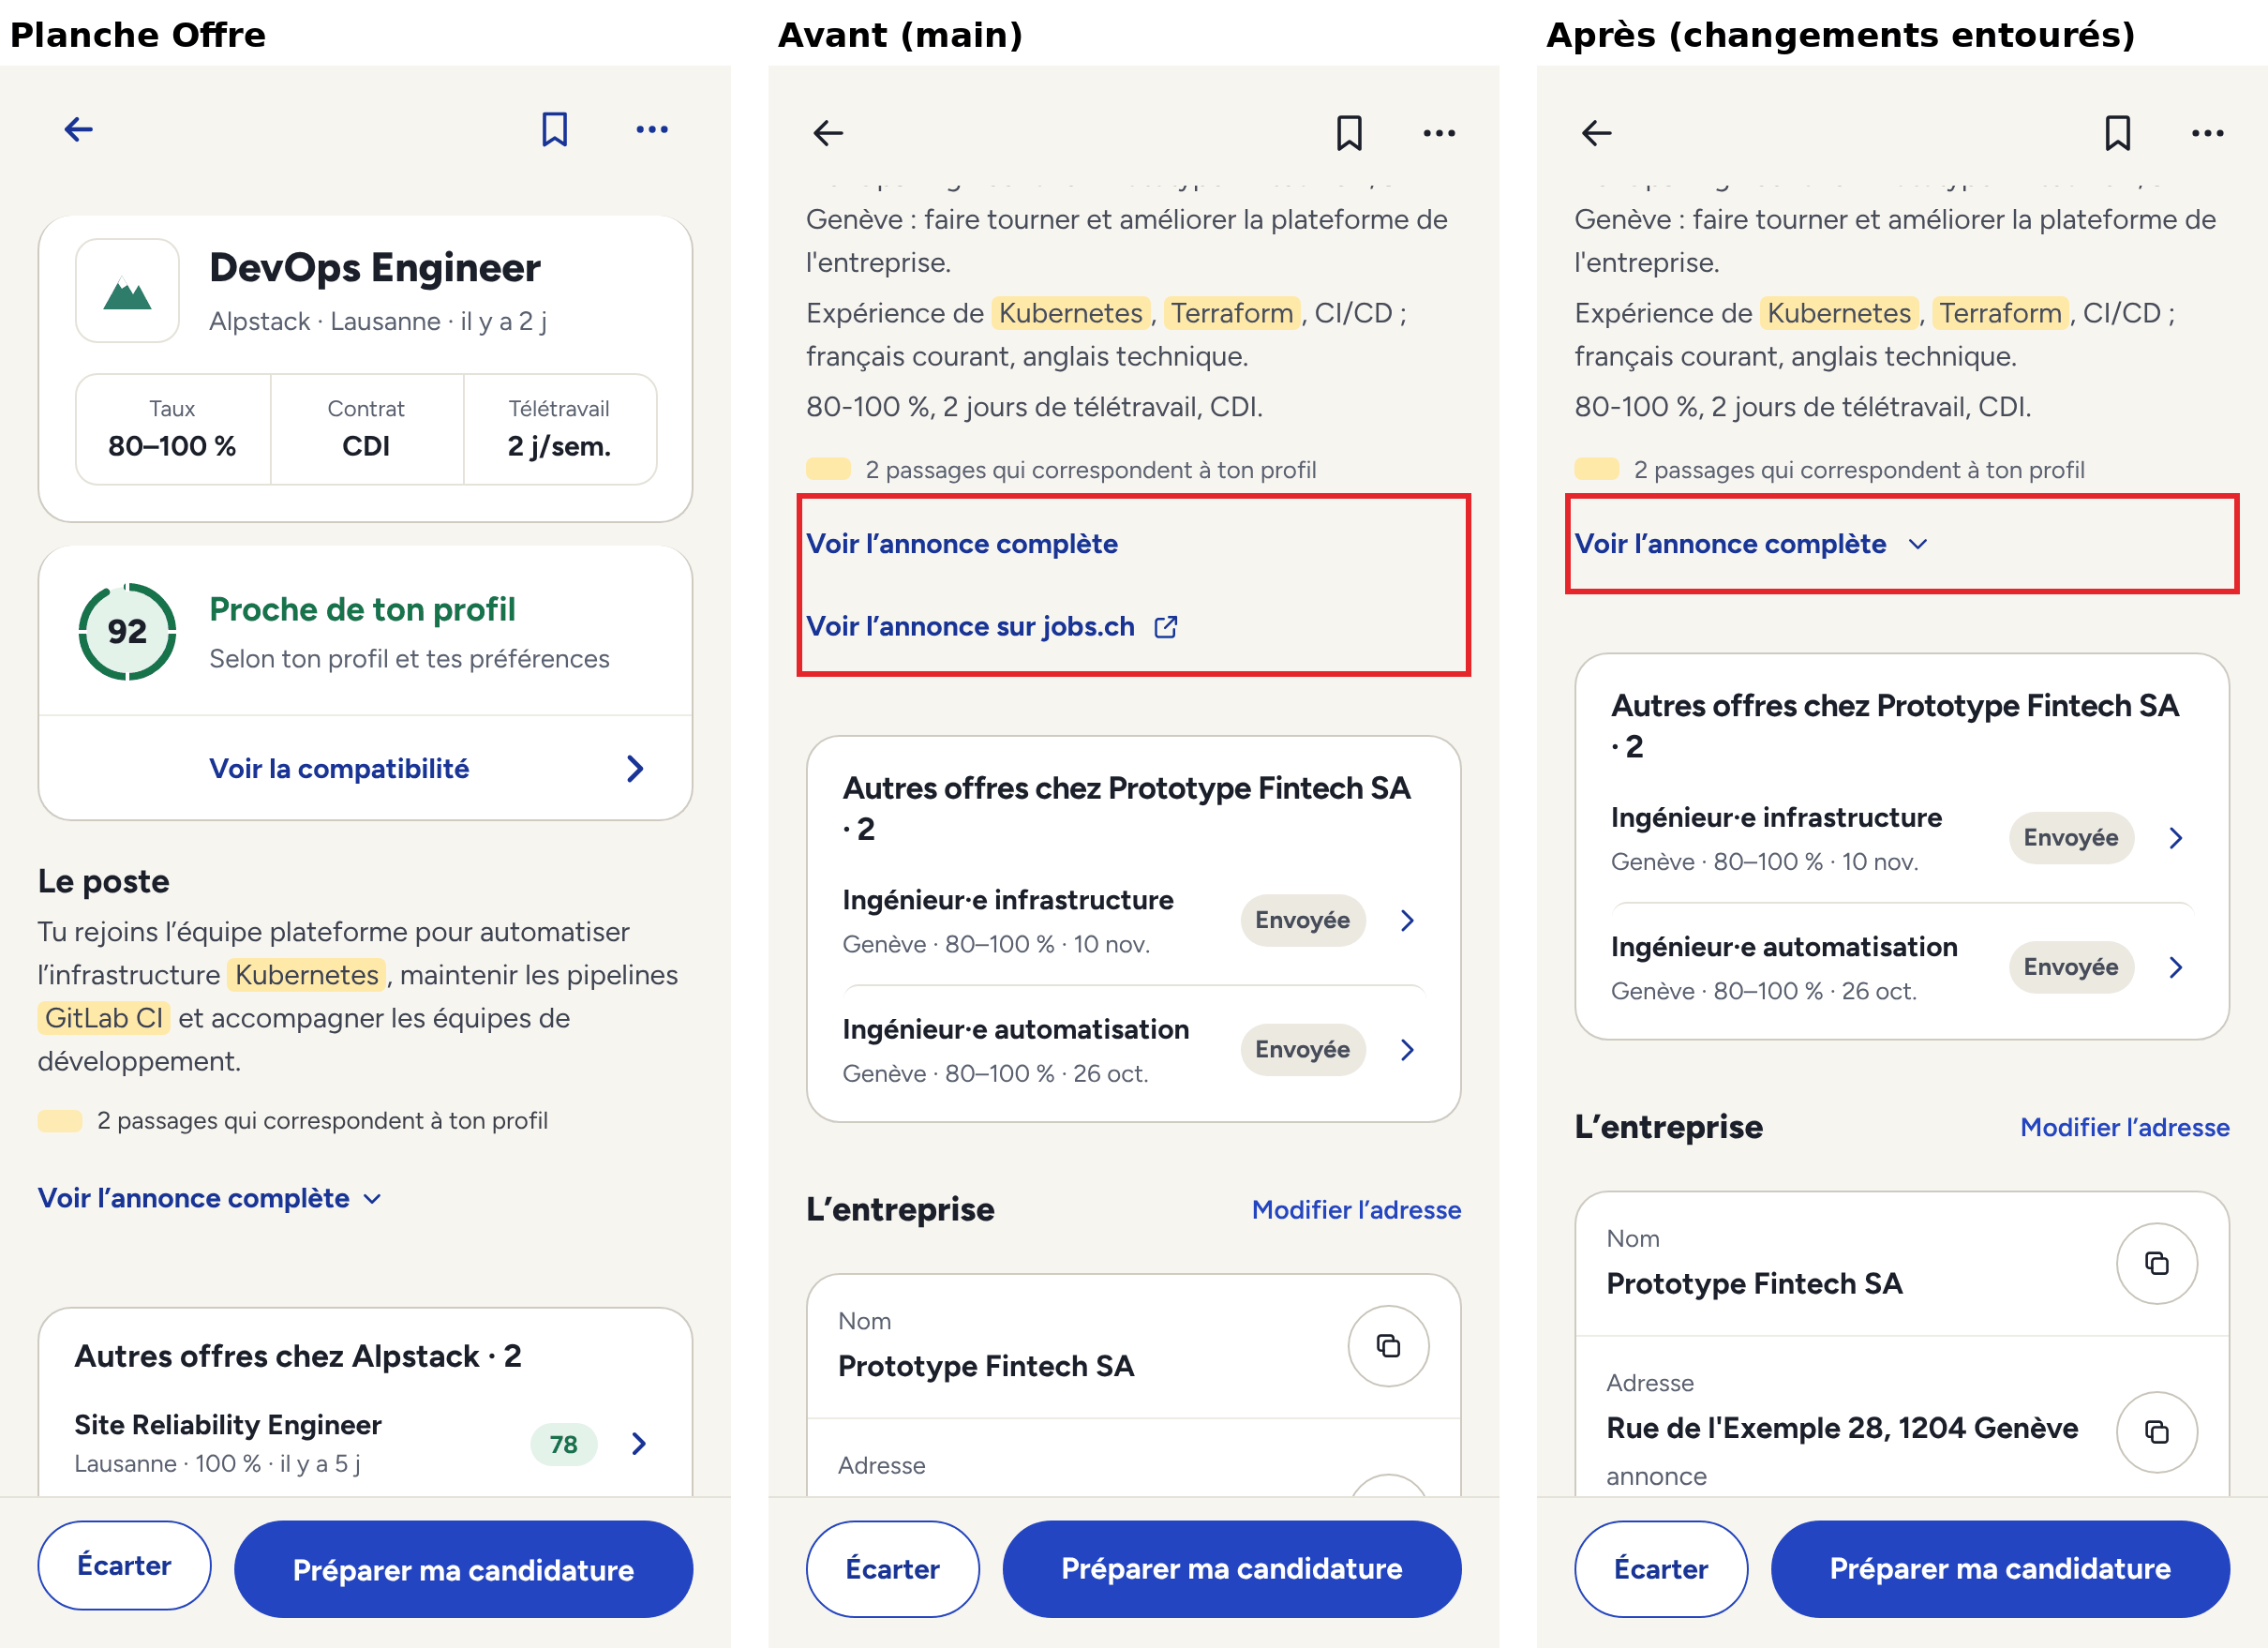 Planche Offre
DevOps Engineer
Alpstack · Lausanne · il y a 2 j
Taux
80–100 %
Contrat
CDI
Télétravail
2 j/sem.
92
Proche de ton profil
Selon ton profil et tes préférences
Voir la compatibilité
Le poste
Tu rejoins l’équipe plateforme pour automatiser
l’infrastructure Kubernetes, maintenir les pipelines
GitLab CI et accompagner les équipes de
développement.
2 passages qui correspondent à ton profil
Voir l’annonce complète
Autres offres chez Alpstack · 2
Site Reliability Engineer
Lausanne · 100 % · il y a 5 j
78
Écarter
Préparer ma candidature
Avant (main)
Genève : faire tourner et améliorer la plateforme de
l'entreprise.
Expérience de Kubernetes, Terraform, CI/CD ;
français courant, anglais technique.
80-100 %, 2 jours de télétravail, CDI.
2 passages qui correspondent à ton profil
Voir l’annonce complète
Voir l’annonce sur jobs.ch
Autres offres chez Prototype Fintech SA
· 2
Ingénieur·e infrastructure
Genève · 80–100 % · 10 nov.
Envoyée
Ingénieur·e automatisation
Genève · 80–100 % · 26 oct.
Envoyée
L’entreprise
Modifier l’adresse
Nom
Prototype Fintech SA
Adresse
Écarter
Préparer ma candidature
Après (changements entourés)
Genève : faire tourner et améliorer la plateforme de
l'entreprise.
Expérience de Kubernetes, Terraform, CI/CD ;
français courant, anglais technique.
80-100 %, 2 jours de télétravail, CDI.
2 passages qui correspondent à ton profil
Voir l’annonce complète
Autres offres chez Prototype Fintech SA
· 2
Ingénieur·e infrastructure
Genève · 80–100 % · 10 nov.
Envoyée
Ingénieur·e automatisation
Genève · 80–100 % · 26 oct.
Envoyée
L’entreprise
Modifier l’adresse
Nom
Prototype Fintech SA
Adresse
Rue de l'Exemple 28, 1204 Genève
annonce
Écarter
Préparer ma candidature